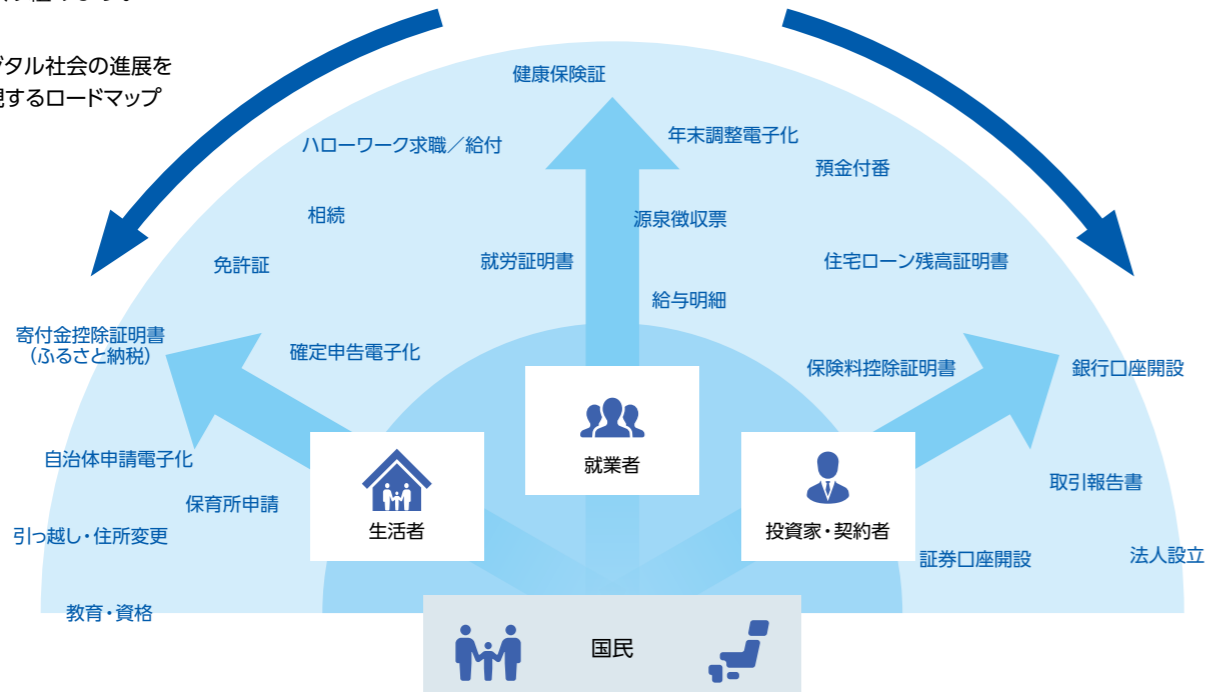 ジタル社会の進展を
現するロードマップ
健康保険証
ハローワーク求職／給付
年末調整電子化
預金付番
相続
源泉徴収票
免許証
就労証明書
住宅ローン残高証明書
給与明細
寄付金控除証明書
（ふるさと納税）
確定申告電子化
保険料控除証明書
銀行口座開設
自治体申請電子化
就業者
保育所申請
取引報告書
引っ越し・住所変更
生活者
投資家・契約者
証券口座開設
法人設立
教育・資格
国民